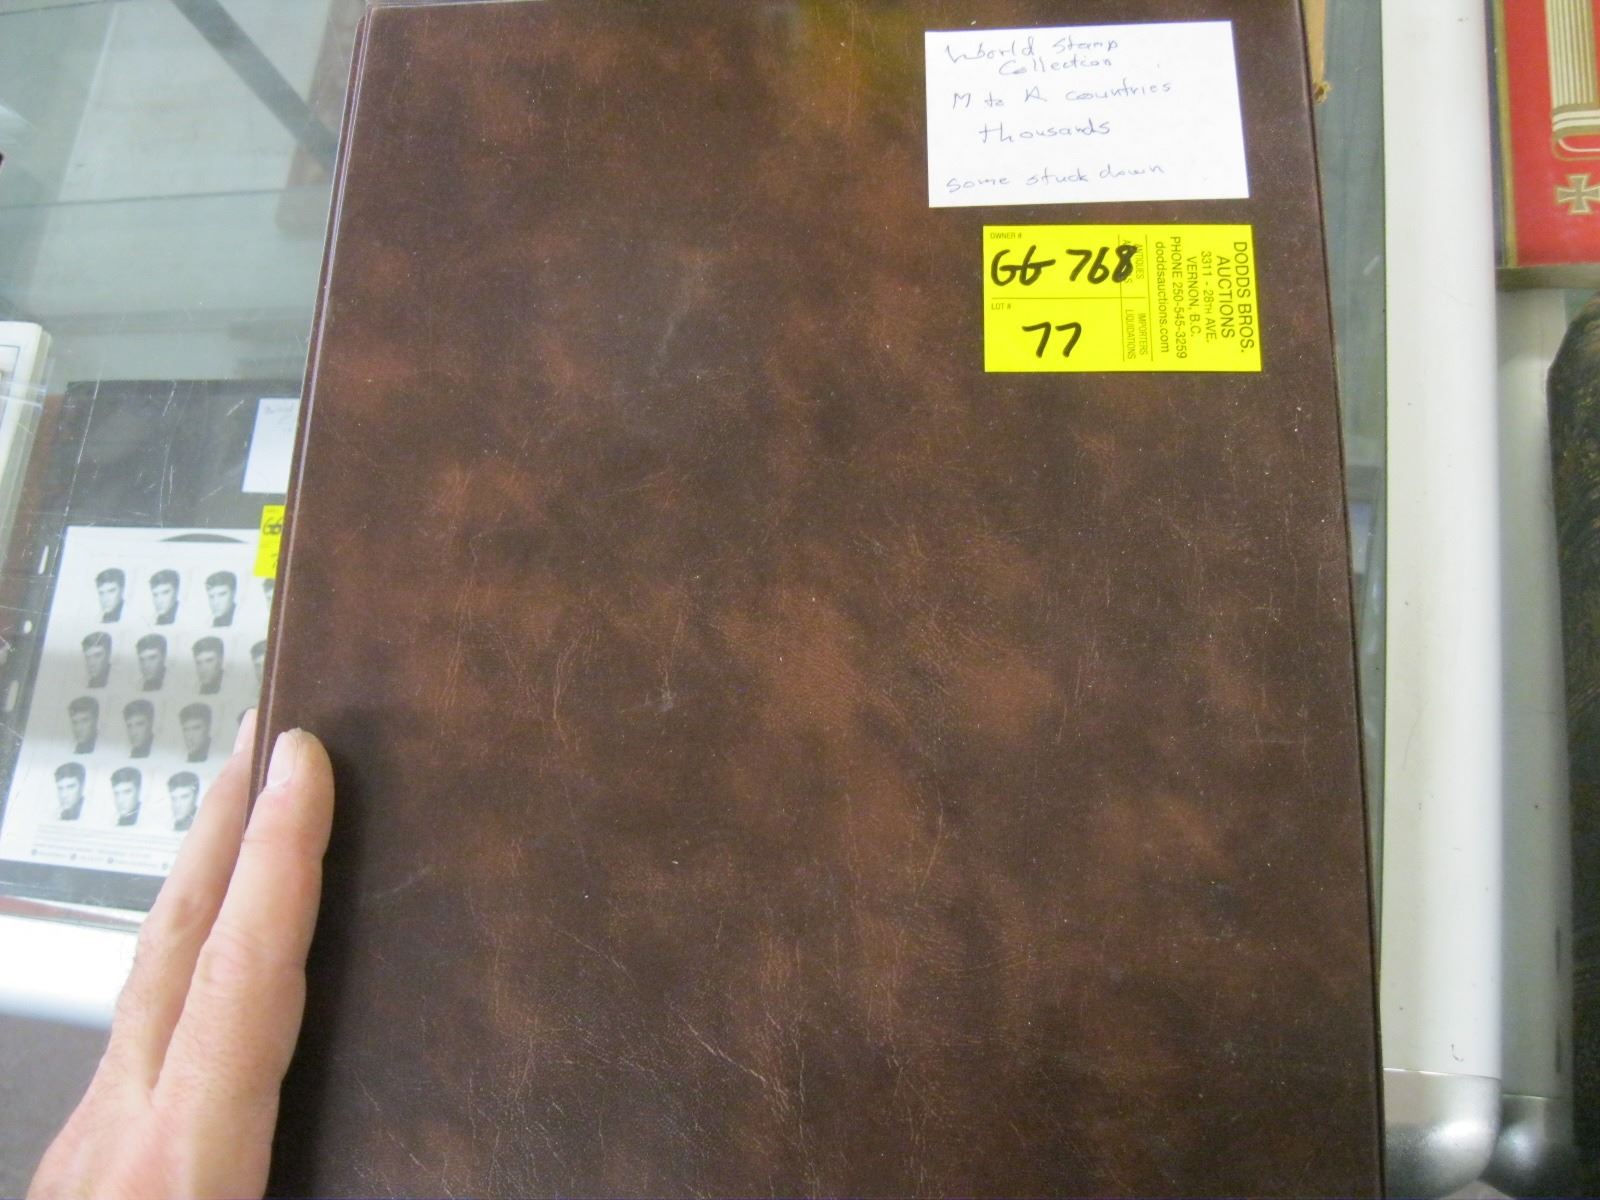 World Stamp
Collection
M to A countries
thousands
some stuck down
OWNER #
GG 768
LOT #
77
ANTIQUES
IMPORTERS
LIQUIDATIONS
DODDS BROS.
AUCTIONS
3311 - 28TH AVE.
VERNON, B.C.
PHONE 250-545-3259
doddsauctions.com